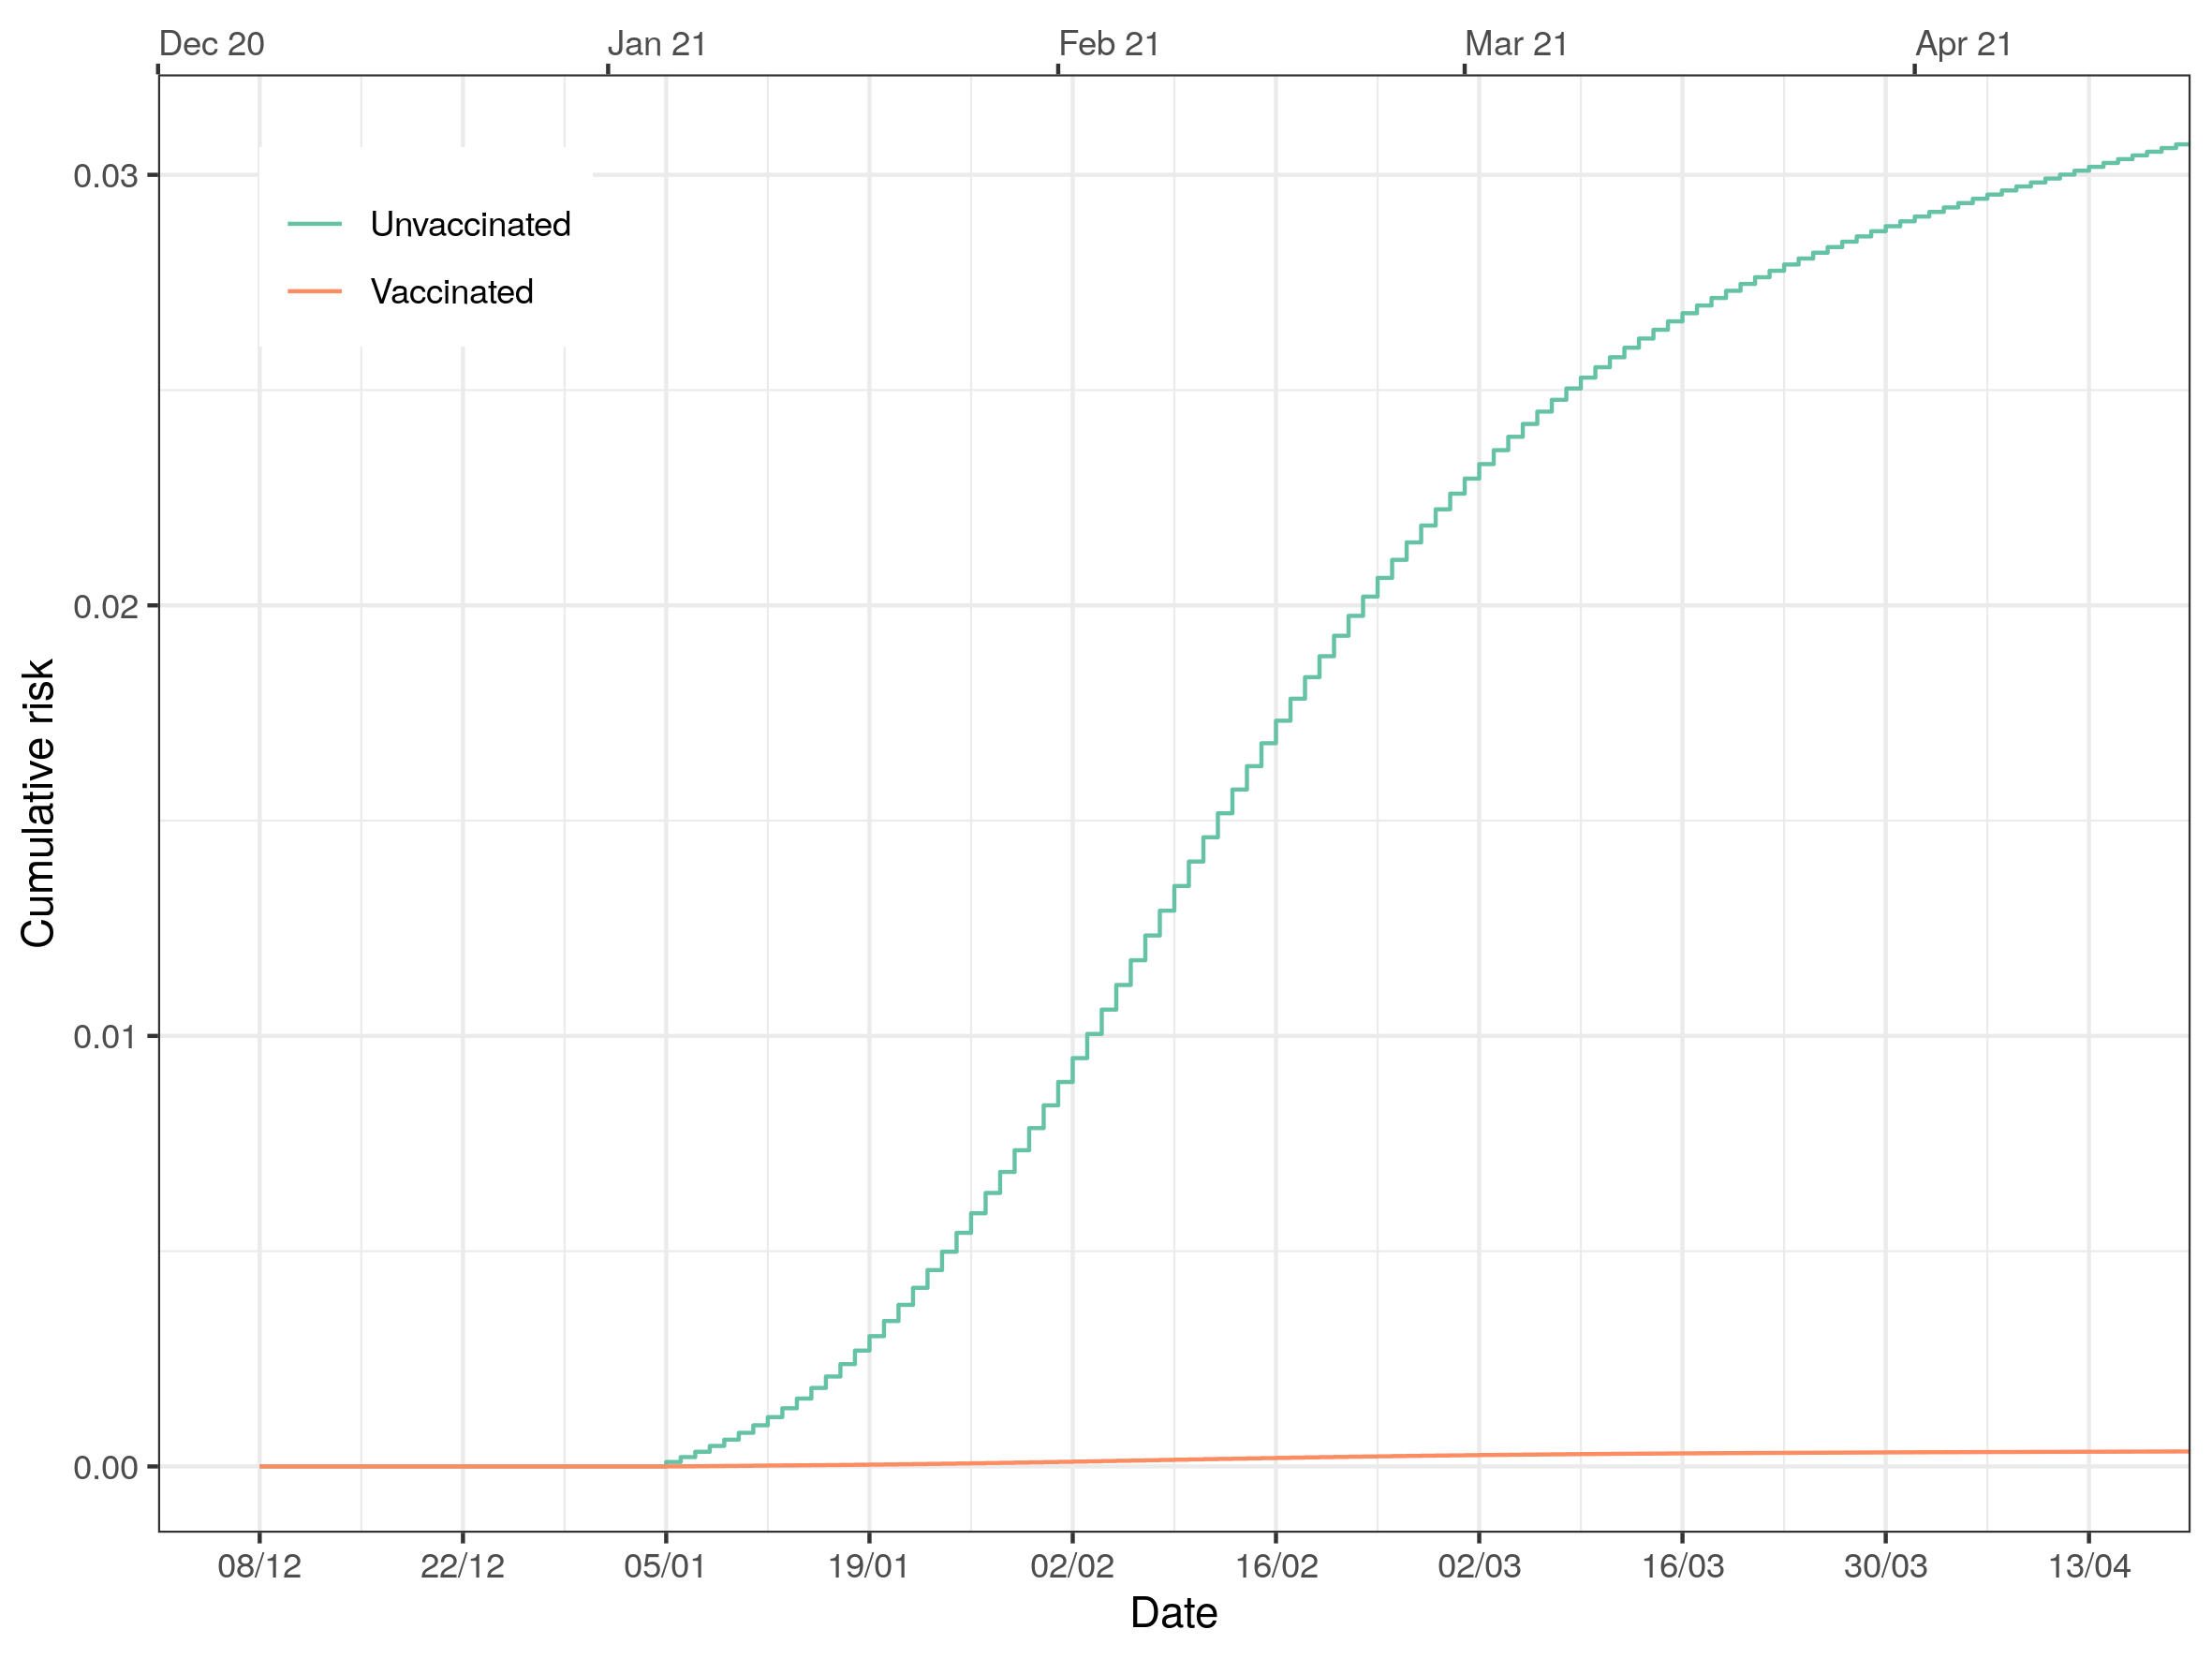 Dec 20 Jan 21 Feb 21 Mar 21 Apr 21
0.03
Unvaccinated
Vaccinated
0.02
Cumulative risk
0.01
0.00
08/12 22/12 05/01 19/01 02/02 16/02 02/03 16/03 30/03 13/04
Date